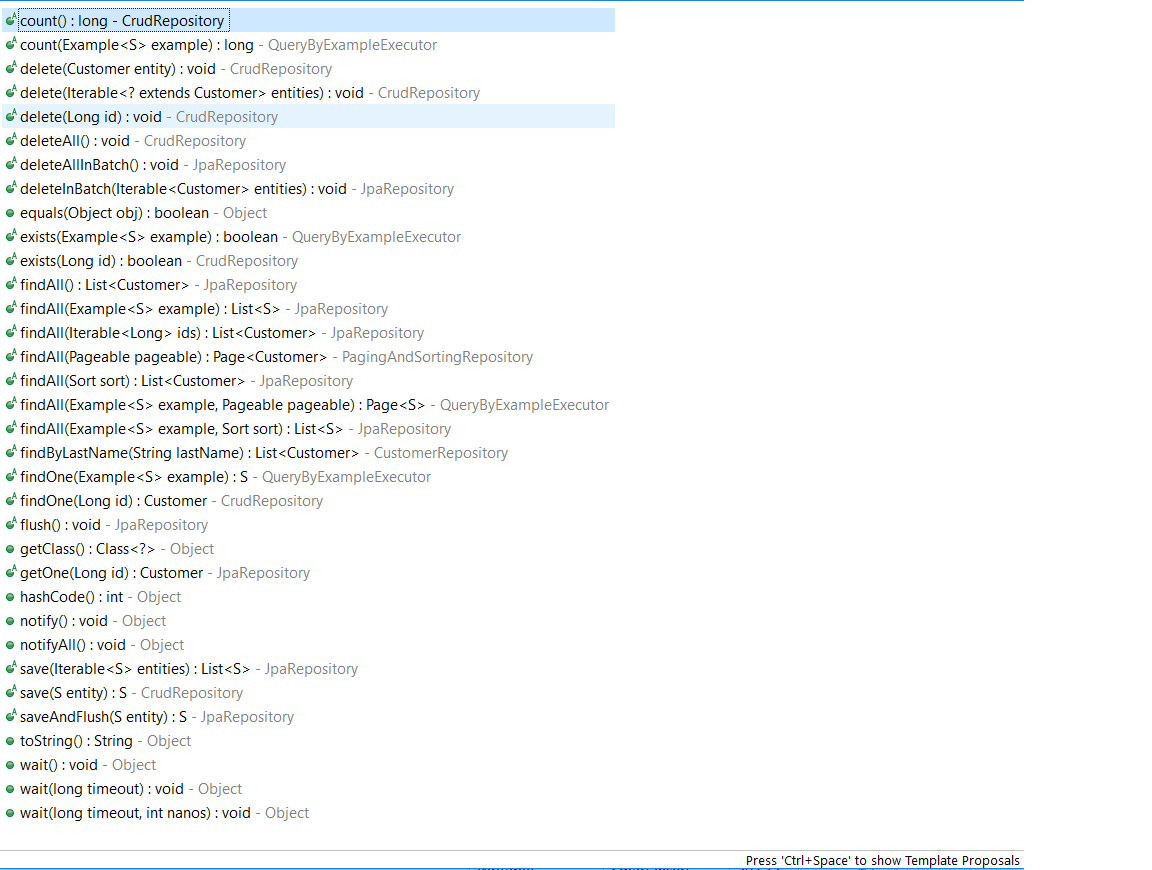 count() : long - CrudRepository
count(Example<S> example) : long - QueryByExampleExecutor
delete(Customer entity) : void - CrudRepository
delete(Iterable<? extends Customer> entities) : void - CrudRepository
delete(Long id) : void - CrudRepository
deleteAll() : void - CrudRepository
deleteAllInBatch() : void - JpaRepository
deleteInBatch(Iterable<Customer> entities) : void - JpaRepository
equals(Object obj) : boolean - Object
exists(Example<S> example) : boolean - QueryByExampleExecutor
exists(Long id) : boolean - CrudRepository
findAll() : List<Customer> - JpaRepository
findAll(Example<S> example) : List<S> - JpaRepository
findAll(Iterable<Long> ids) : List<Customer> - JpaRepository
findAll(Pageable pageable) : Page<Customer> - PagingAndSortingRepository
findAll(Sort sort) : List<Customer> - JpaRepository
findAll(Example<S> example, Pageable pageable) : Page<S> - QueryByExampleExecutor
findAll(Example<S> example, Sort sort) : List<S> - JpaRepository
findByLastName(String lastName) : List<Customer> - CustomerRepository
findOne(Example<S> example) : S - QueryByExampleExecutor
findOne(Long id) : Customer - CrudRepository
flush() : void - JpaRepository
getClass() : Class<?> - Object
getOne(Long id) : Customer - JpaRepository
hashCode() : int - Object
notify() : void - Object
notifyAll() : void - Object
save(Iterable<S> entities) : List<S> - JpaRepository
save(S entity) : S - CrudRepository
saveAndFlush(S entity) : S - JpaRepository
toString() : String - Object
wait() : void - Object
wait(long timeout) : void - Object
wait(long timeout, int nanos) : void - Object
Press 'Ctrl+Space' to show Template Proposals